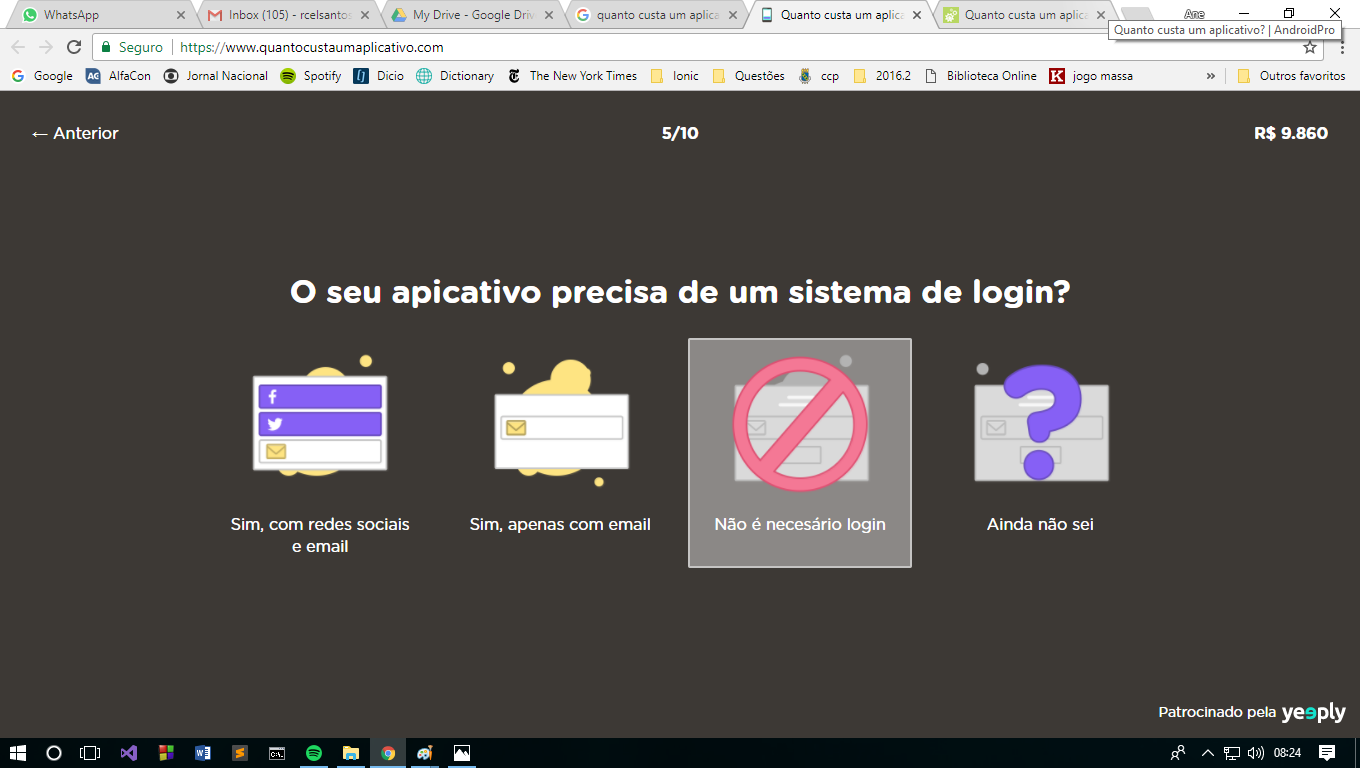 WhatsApp
Inbox (105) - rcelsantos
My Drive - Google Driv
quanto custa um aplica
Quanto custa um aplic
Quanto custa um aplic
Ane
Quanto custa um aplicativo? | AndroidPro
Seguro
https://www.quantocustaumaplicativo.com
Google
AlfaCon
Jornal Nacional
Spotify
Dicio
Dictionary
The New York Times
Ionic
Questões
ccp
2016.2
Biblioteca Online
jogo massa
»
Outros favoritos
← Anterior
5/10
R$ 9.860
O seu apicativo precisa de um sistema de login?
Sim, com redes sociais
e email
Sim, apenas com email
Não é necesário login
Ainda não sei
Patrocinado pela yeeply
08:24